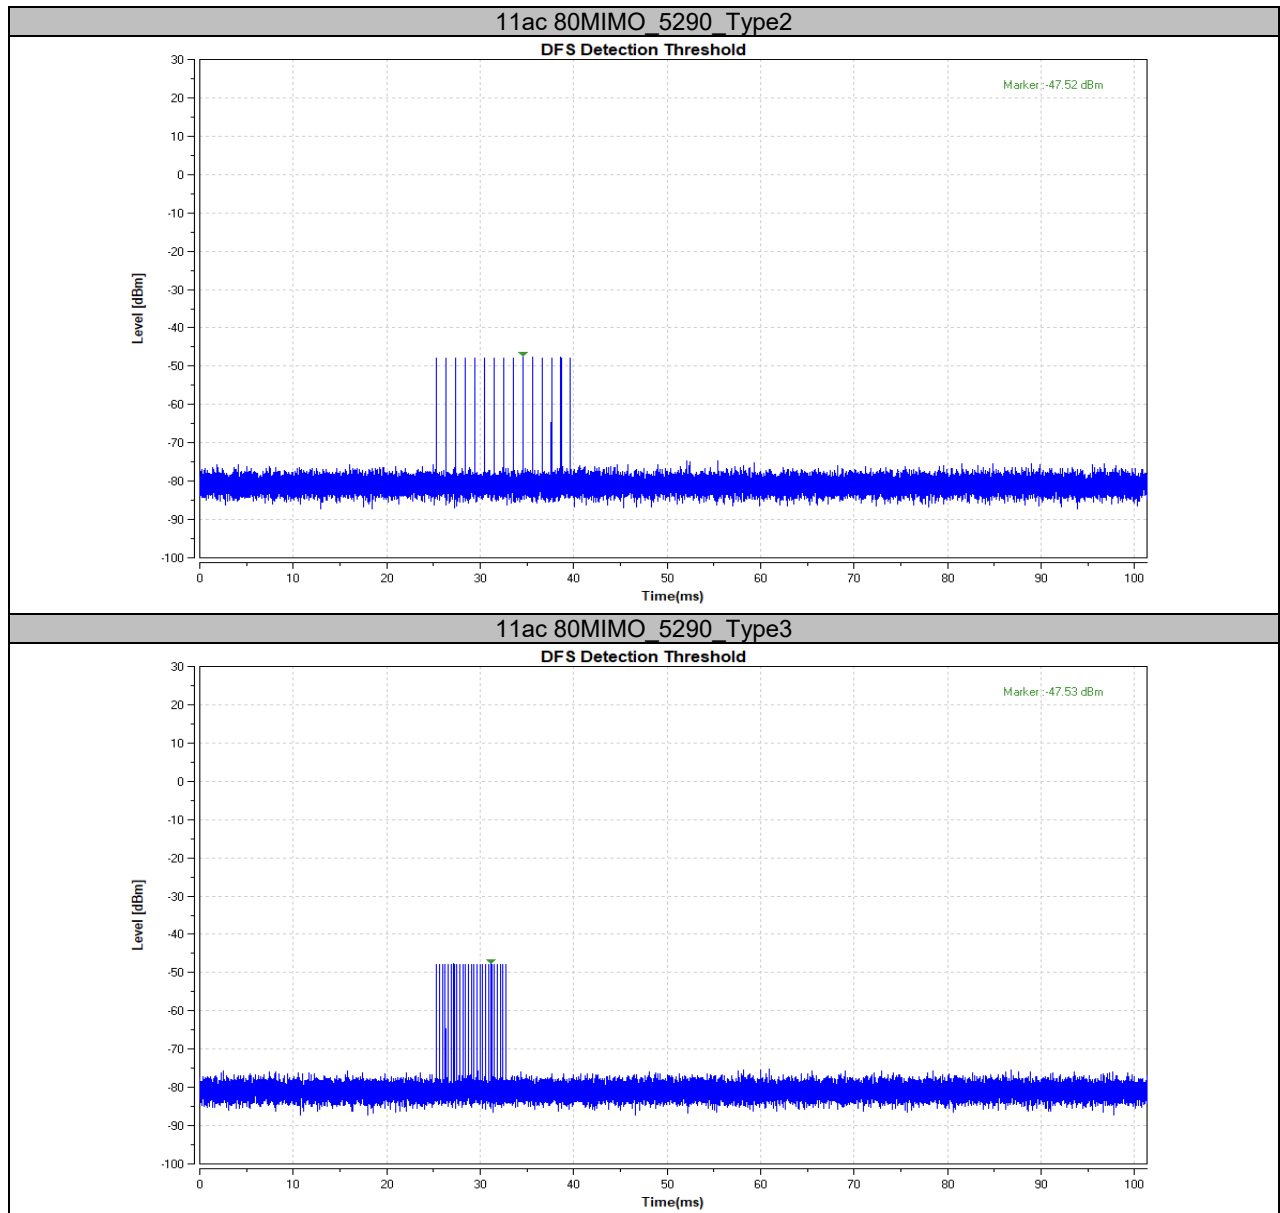 11ac 80MIMO_5290_Type2
DFS Detection Threshold
Marker:-47.52 dBm
30
20
10
0
-10
-20
-30
-40
-50
-60
-70
-80
-90
-100
Level [dBm]
0 10 20 30 40 50 60 70 80 90 100
Time(ms)
11ac 80MIMO_5290_Type3
DFS Detection Threshold
Marker:-47.53 dBm
30
20
10
0
-10
-20
-30
-40
-50
-60
-70
-80
-90
-100
Level [dBm]
0 10 20 30 40 50 60 70 80 90 100
Time(ms)